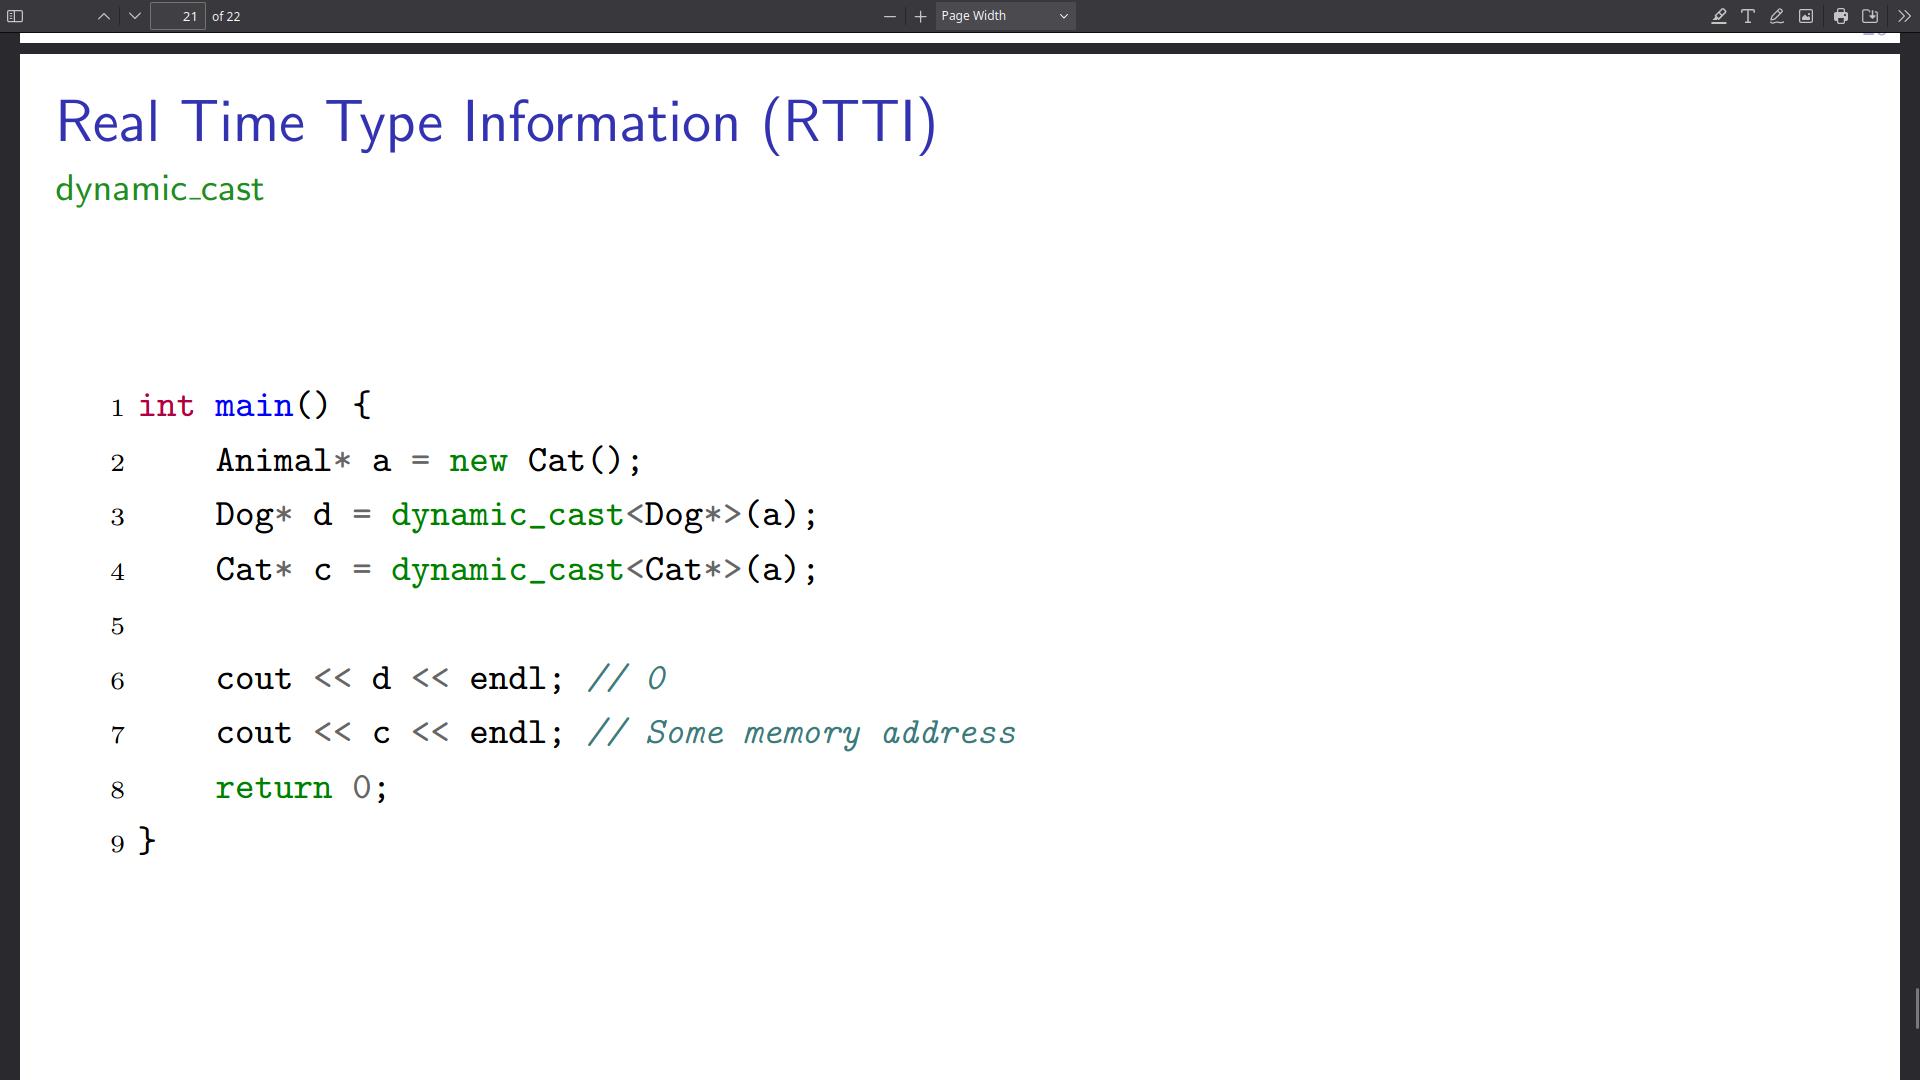 21 of 22
Page Width
Real Time Type Information (RTTI)
dynamic_cast
1 int main() {
2     Animal* a = new Cat();
3     Dog* d = dynamic_cast<Dog*>(a);
4     Cat* c = dynamic_cast<Cat*>(a);
5
6     cout << d << endl; // 0
7     cout << c << endl; // Some memory address
8     return 0;
9 }